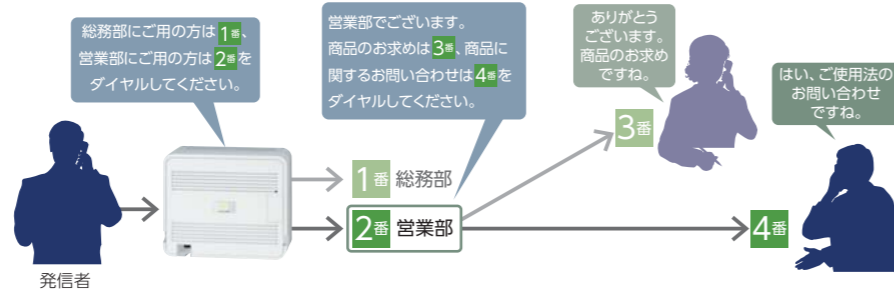 総務部にご用の方は1番、
営業部にご用の方は2番を
ダイヤルしてください。
営業部でございます。
商品のお求めは3番、商品に
関するお問い合わせは4番を
ダイヤルしてください。
ありがとう
ございます。
商品のお求め
ですね。
はい、ご使用法の
お問い合わせ
ですね。
3番
1番 総務部
2番 営業部
4番
発信者